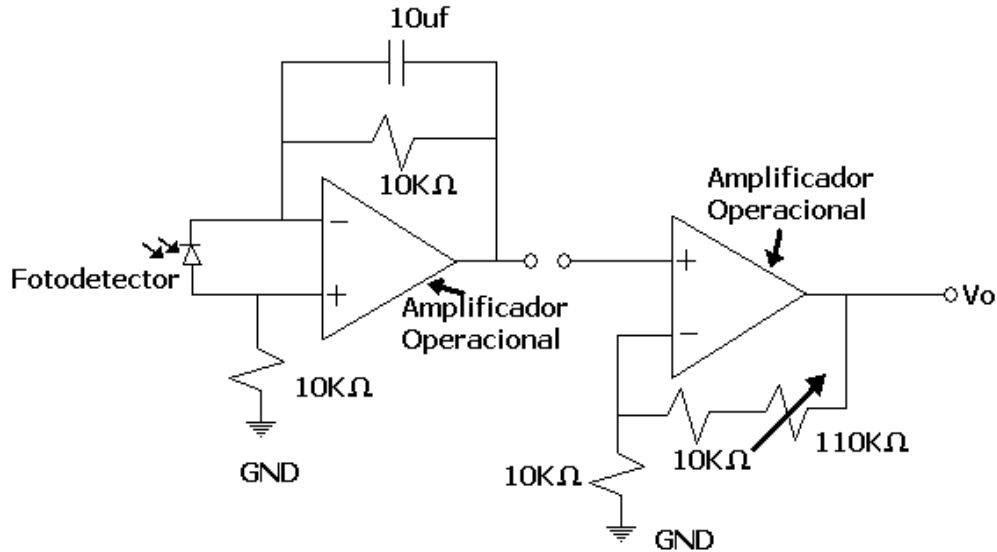 10uf
10KΩ
−
+
Fotodetector
Amplificador
Operacional
10KΩ
GND
Amplificador
Operacional
+
−
Vo
10KΩ
110KΩ
10KΩ
GND